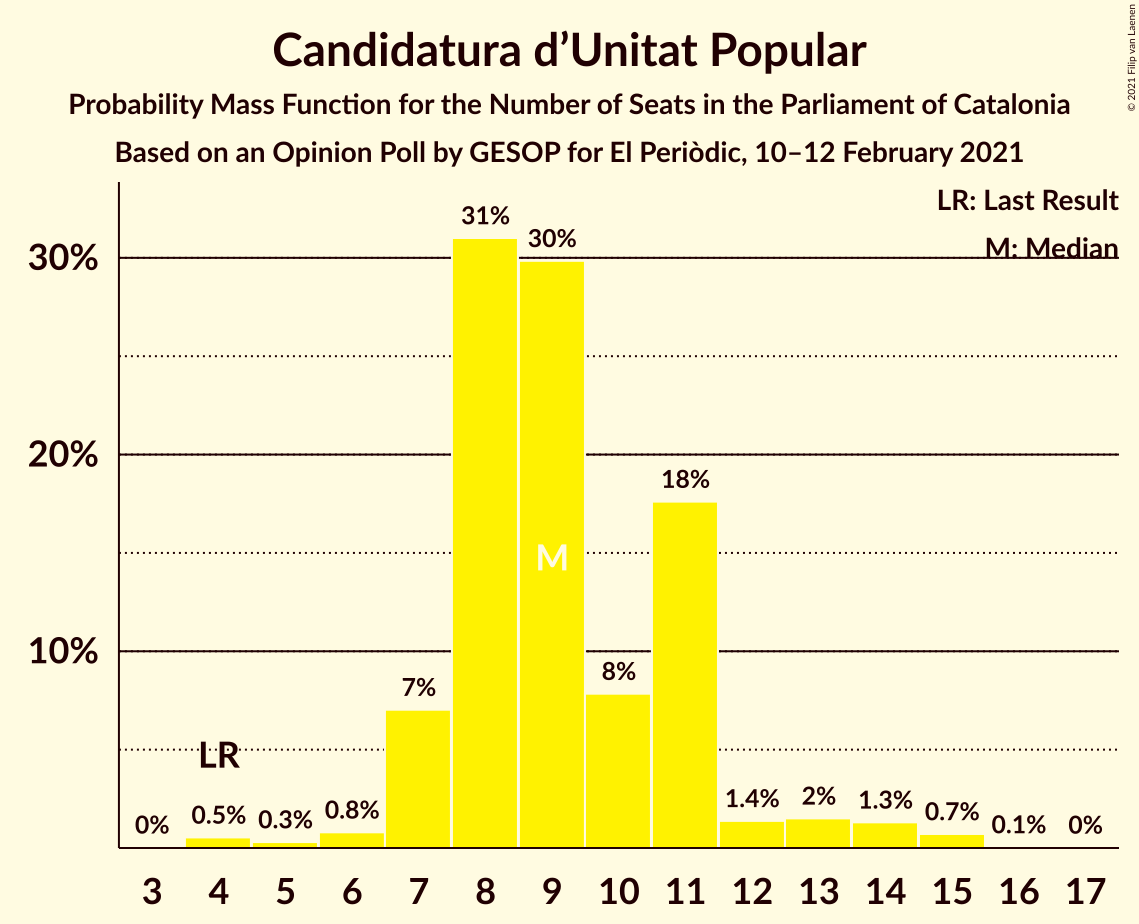 Candidatura d’Unitat Popular
Probability Mass Function for the Number of Seats in the Parliament of Catalonia
Based on an Opinion Poll by GESOP for El Periòdic, 10–12 February 2021
© 2021 Filip van Laenen
LR: Last Result
M: Median
30%
20%
10%
0%
0.5%
0.3%
0.8%
7%
31%
30%
8%
18%
1.4%
2%
1.3%
0.7%
0.1%
0%
LR
M
3 4 5 6 7 8 9 10 11 12 13 14 15 16 17